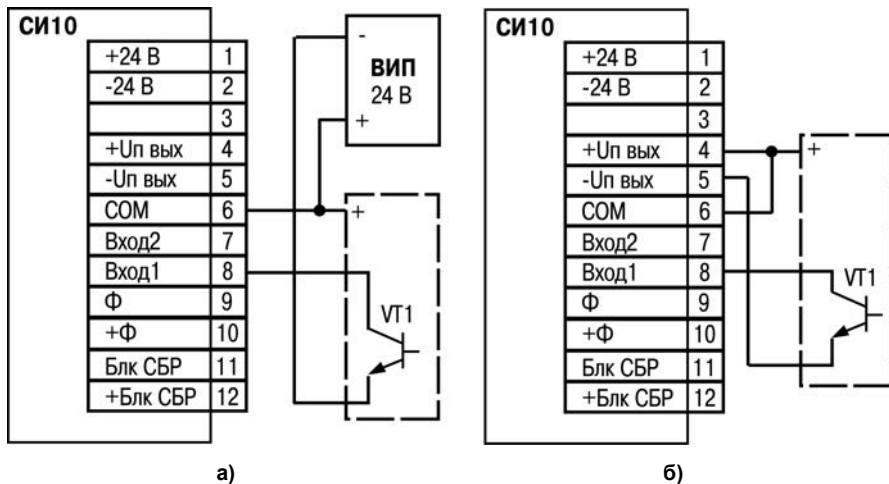 СИ10
+24 В 1
-24 В 2
3
+Uп вых 4
-Uп вых 5
COM 6
Вход2 7
Вход1 8
Ф 9
+Ф 10
Блк СБР 11
+Блк СБР 12
-
ВИП
24 В
+
+
VT1
а)
СИ10
+24 В 1
-24 В 2
3
+Uп вых 4
-Uп вых 5
COM 6
Вход2 7
Вход1 8
Ф 9
+Ф 10
Блк СБР 11
+Блк СБР 12
+
VT1
б)